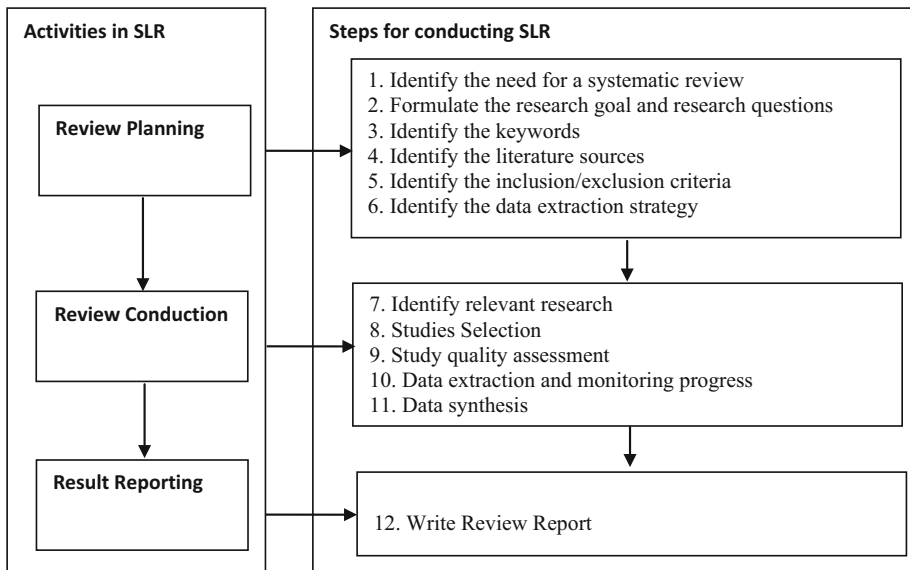 Activities in SLR
Review Planning
Review Conduction
Result Reporting
Steps for conducting SLR
1. Identify the need for a systematic review
2. Formulate the research goal and research questions
3. Identify the keywords
4. Identify the literature sources
5. Identify the inclusion/exclusion criteria
6. Identify the data extraction strategy
7. Identify relevant research
8. Studies Selection
9. Study quality assessment
10. Data extraction and monitoring progress
11. Data synthesis
12. Write Review Report